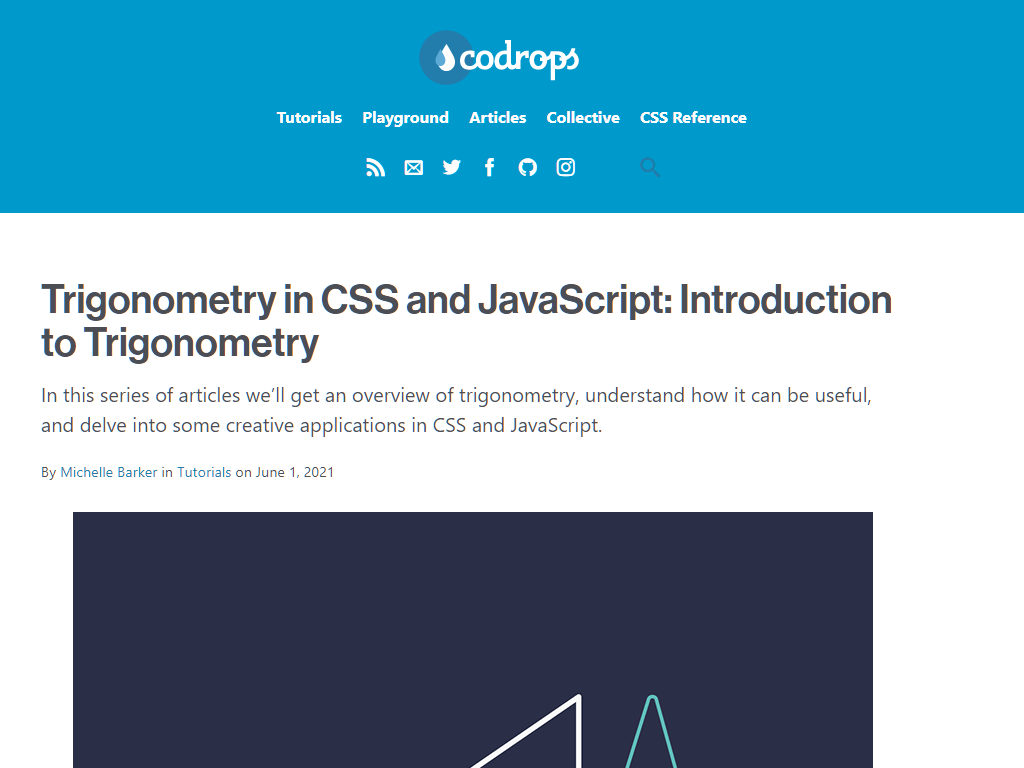 codrops
Tutorials Playground Articles Collective CSS Reference
Trigonometry in CSS and JavaScript: Introduction
to Trigonometry
In this series of articles we’ll get an overview of trigonometry, understand how it can be useful,
and delve into some creative applications in CSS and JavaScript.
By Michelle Barker in Tutorials on June 1, 2021